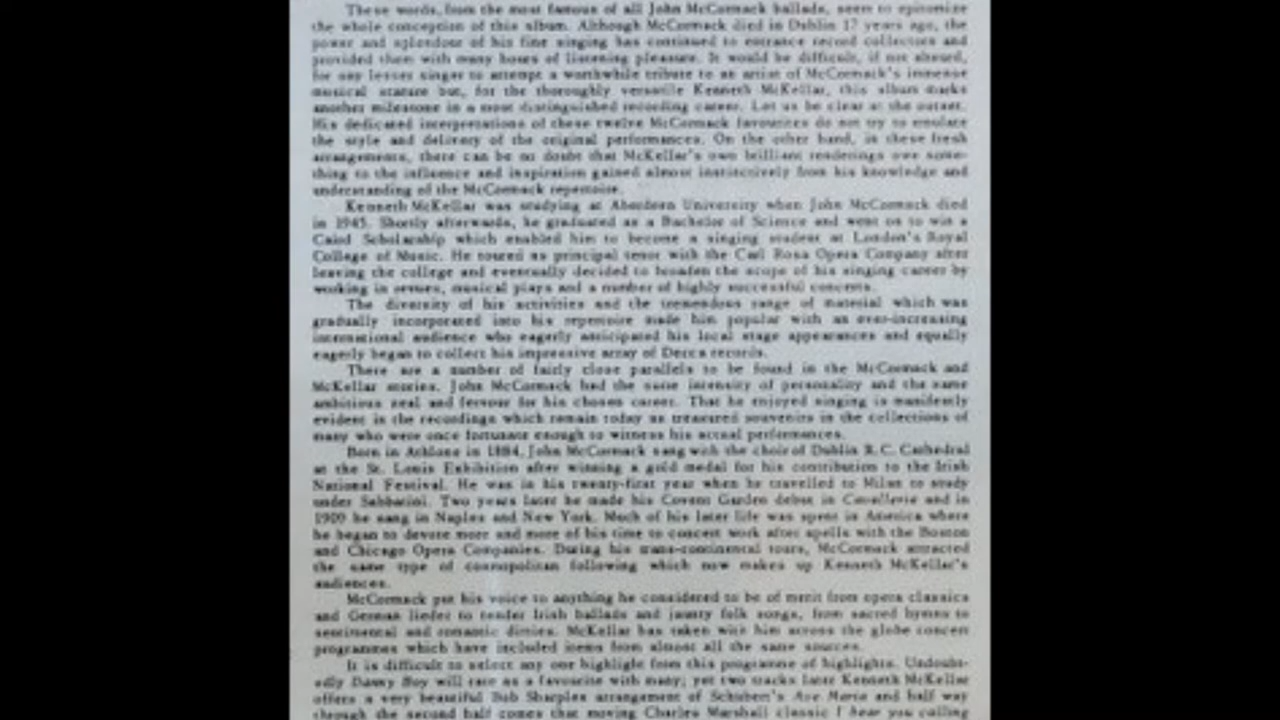 These words, from the most famous of all John McCormack ballads, seem to epitomize
the whole conception of this album. Although McCormack died in Dublin 17 years ago, the
power and splendour of his fine singing has continued to entrance record collectors and
provided them with many hours of listening pleasure. It would be difficult, if not absurd,
for any lesser singer to attempt a worthwhile tribute to an artist of McCormack's immense
musical stature but, for the thoroughly versatile Kenneth McKellar, this album marks
another milestone in a most distinguished recording career. Let us be clear at the outset.
His dedicated interpretations of these twelve McCormack favourites do not try to emulate
the style and delivery of the original performances. On the other hand, in these fresh
arrangements, there can be no doubt that McKellar's own brilliant renderings owe some-
thing to the influence and inspiration gained almost instinctively from his knowledge and
understanding of the McCormack repertoire.
Kenneth McKellar was studying at Aberdeen University when John McCormack died
in 1945. Shortly afterwards, he graduated as a Bachelor of Science and went on to win a
Caird Scholarship which enabled him to become a singing student at London's Royal
College of Music. He toured as principal tenor with the Carl Rosa Opera Company after
leaving the college and eventually decided to broaden the scope of his singing career by
working in revues, musical plays and a number of highly successful concerts.
The diversity of his activities and the tremendous range of material which was
gradually incorporated into his repertoire made him popular with an ever-increasing
international audience who eagerly anticipated his local stage appearances and equally
eagerly began to collect his impressive array of Decca records.
There are a number of fairly close parallels to be found in the McCormack and
McKellar stories. John McCormack had the same intensity of personality and the same
ambitious zeal and fervour for his chosen career. That he enjoyed singing is manifestly
evident in the recordings which remain today as treasured souvenirs in the collections of
many who were once fortunate enough to witness his actual performances.
Born in Athlone in 1884, John McCormack sang with the choir of Dublin R.C. Cathedral
at the St. Louis Exhibition after winning a gold medal for his contribution to the Irish
National Festival. He was in his twenty-first year when he travelled to Milan to study
under Sabbatini. Two years later he made his Covent Garden debut in Cavalleria and in
1909 he sang in Naples and New York. Much of his later life was spent in America where
he began to devote more and more of his time to concert work after spells with the Boston
and Chicago Opera Companies. During his trans-continental tours, McCormack attracted
the same type of cosmopolitan following which now makes up Kenneth McKellar's
audiences.
McCormack put his voice to anything he considered to be of merit from opera classics
and German lieder to tender Irish ballads and jaunty folk songs, from sacred hymns to
sentimental and romantic ditties. McKellar has taken with him across the globe concert
programmes which have included items from almost all the same sources.
It is difficult to select any one highlight from this programme of highlights. Undoubt-
edly Danny Boy will rate as a favourite with many; yet two tracks later Kenneth McKellar
offers a very beautiful Bob Sharples arrangement of Schubert's Ave Maria and half way
through the second half comes that moving Charles Marshall classic I hear you calling